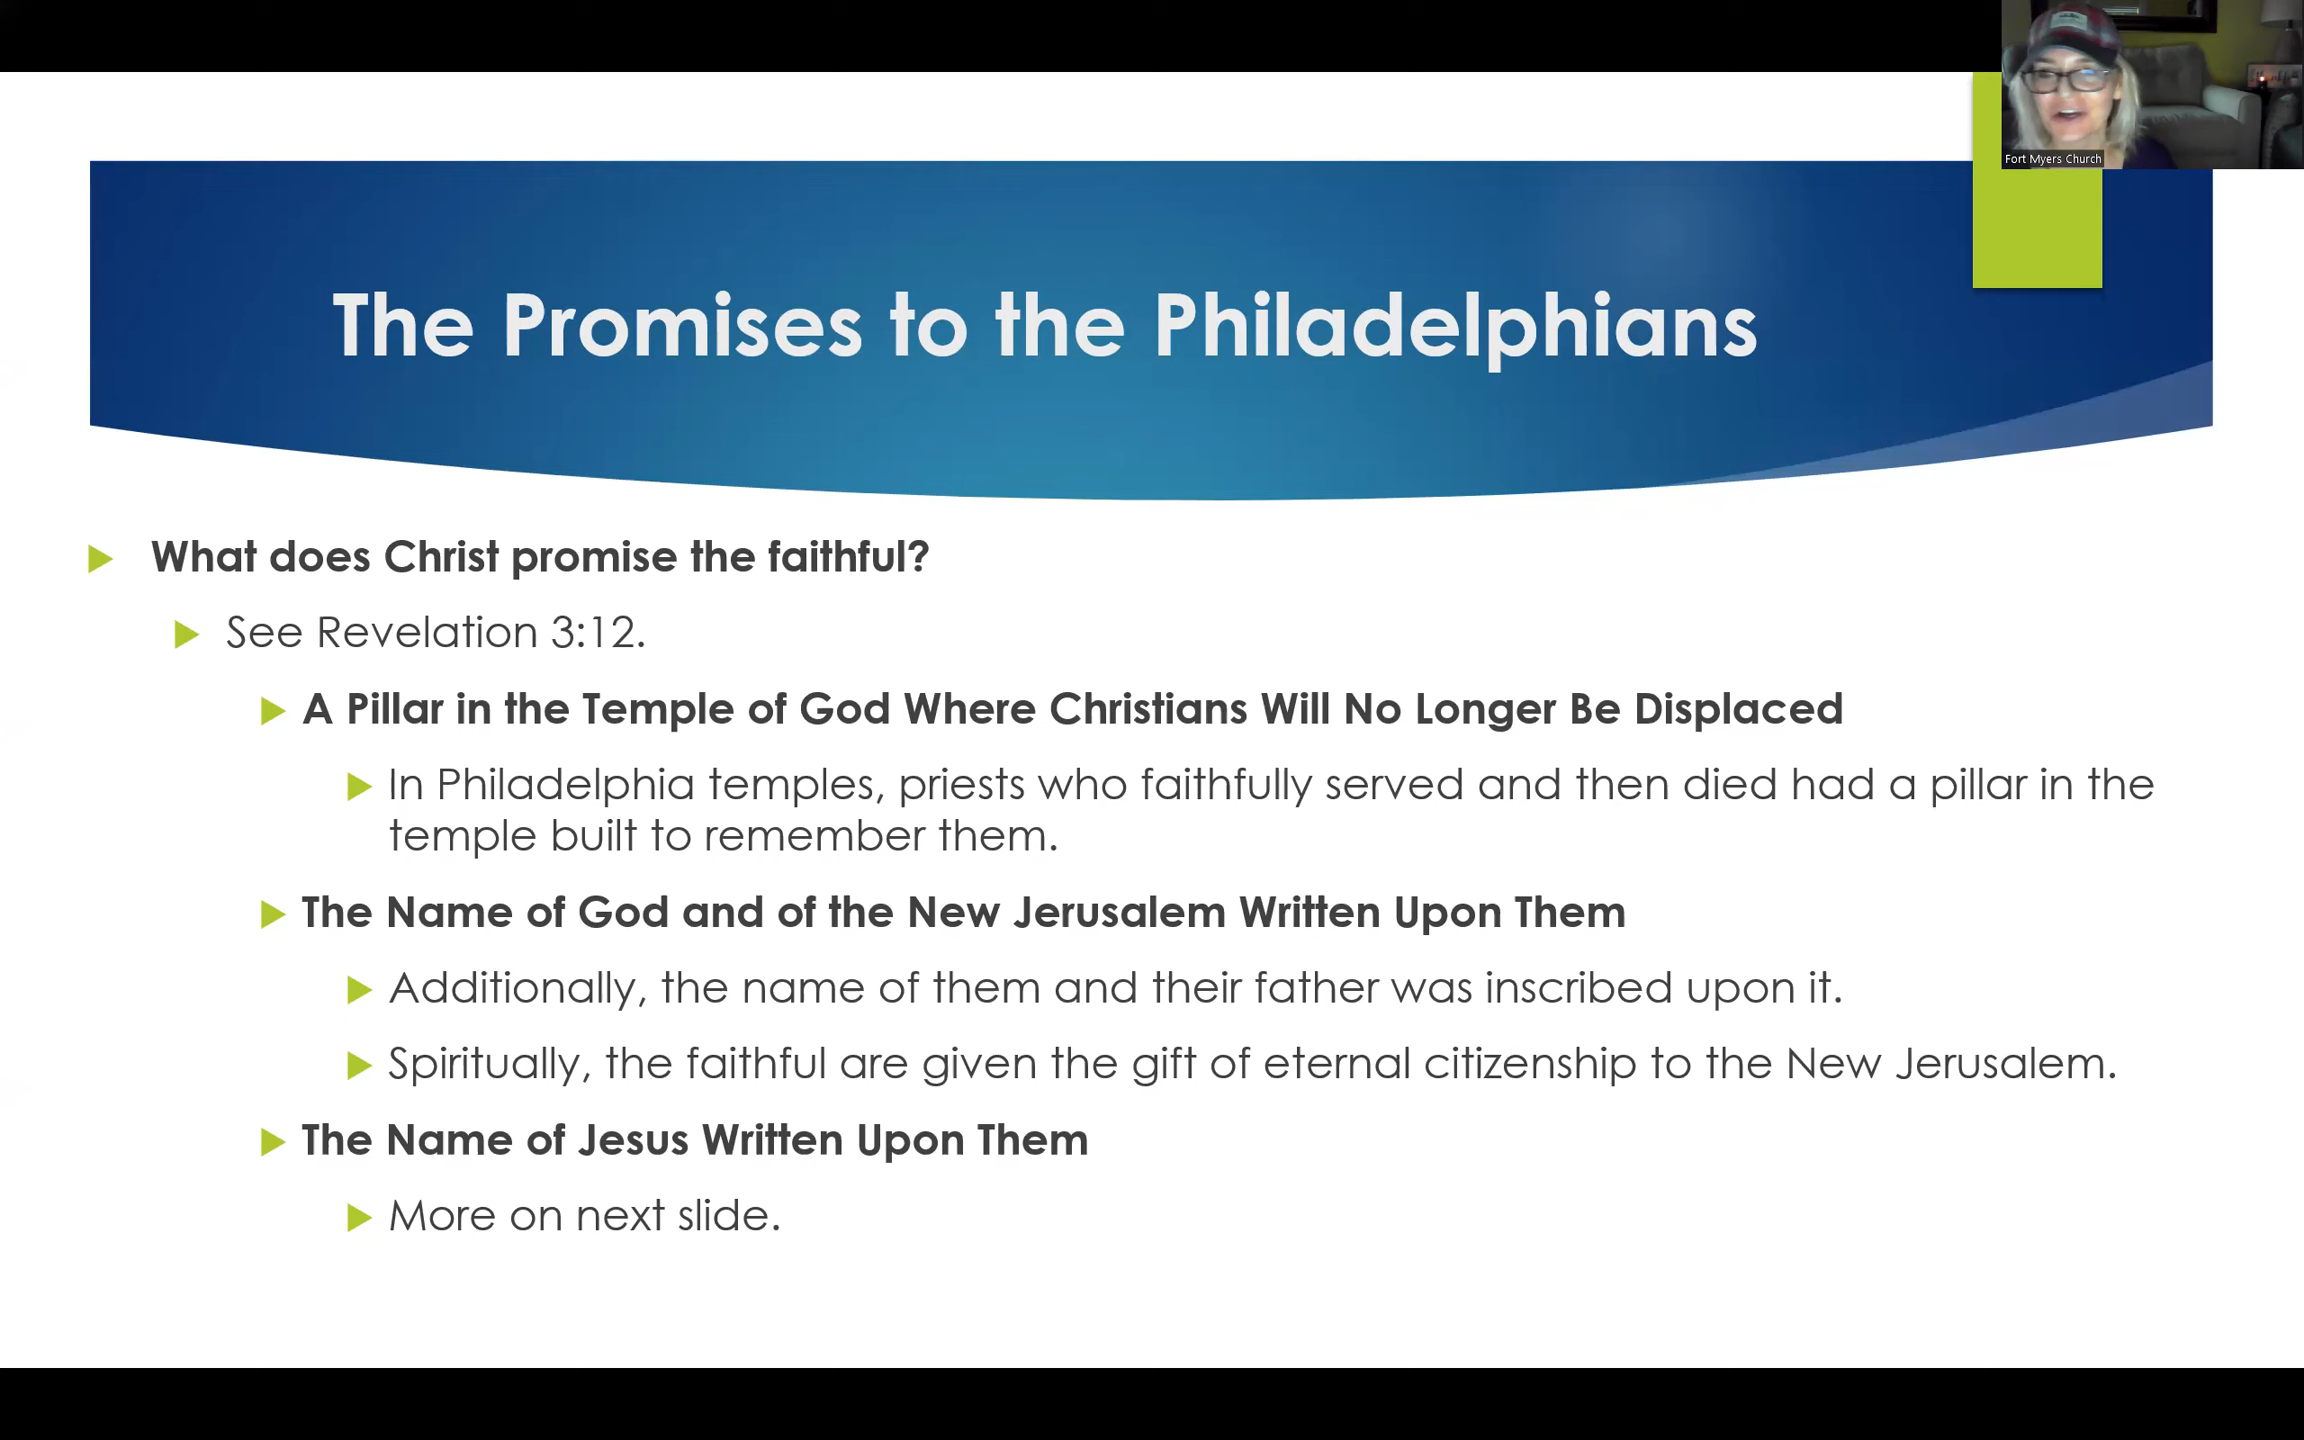 Fort Myers Church
The Promises to the Philadelphians
What does Christ promise the faithful?
See Revelation 3:12.
A Pillar in the Temple of God Where Christians Will No Longer Be Displaced
In Philadelphia temples, priests who faithfully served and then died had a pillar in the
temple built to remember them.
The Name of God and of the New Jerusalem Written Upon Them
Additionally, the name of them and their father was inscribed upon it.
Spiritually, the faithful are given the gift of eternal citizenship to the New Jerusalem.
The Name of Jesus Written Upon Them
More on next slide.